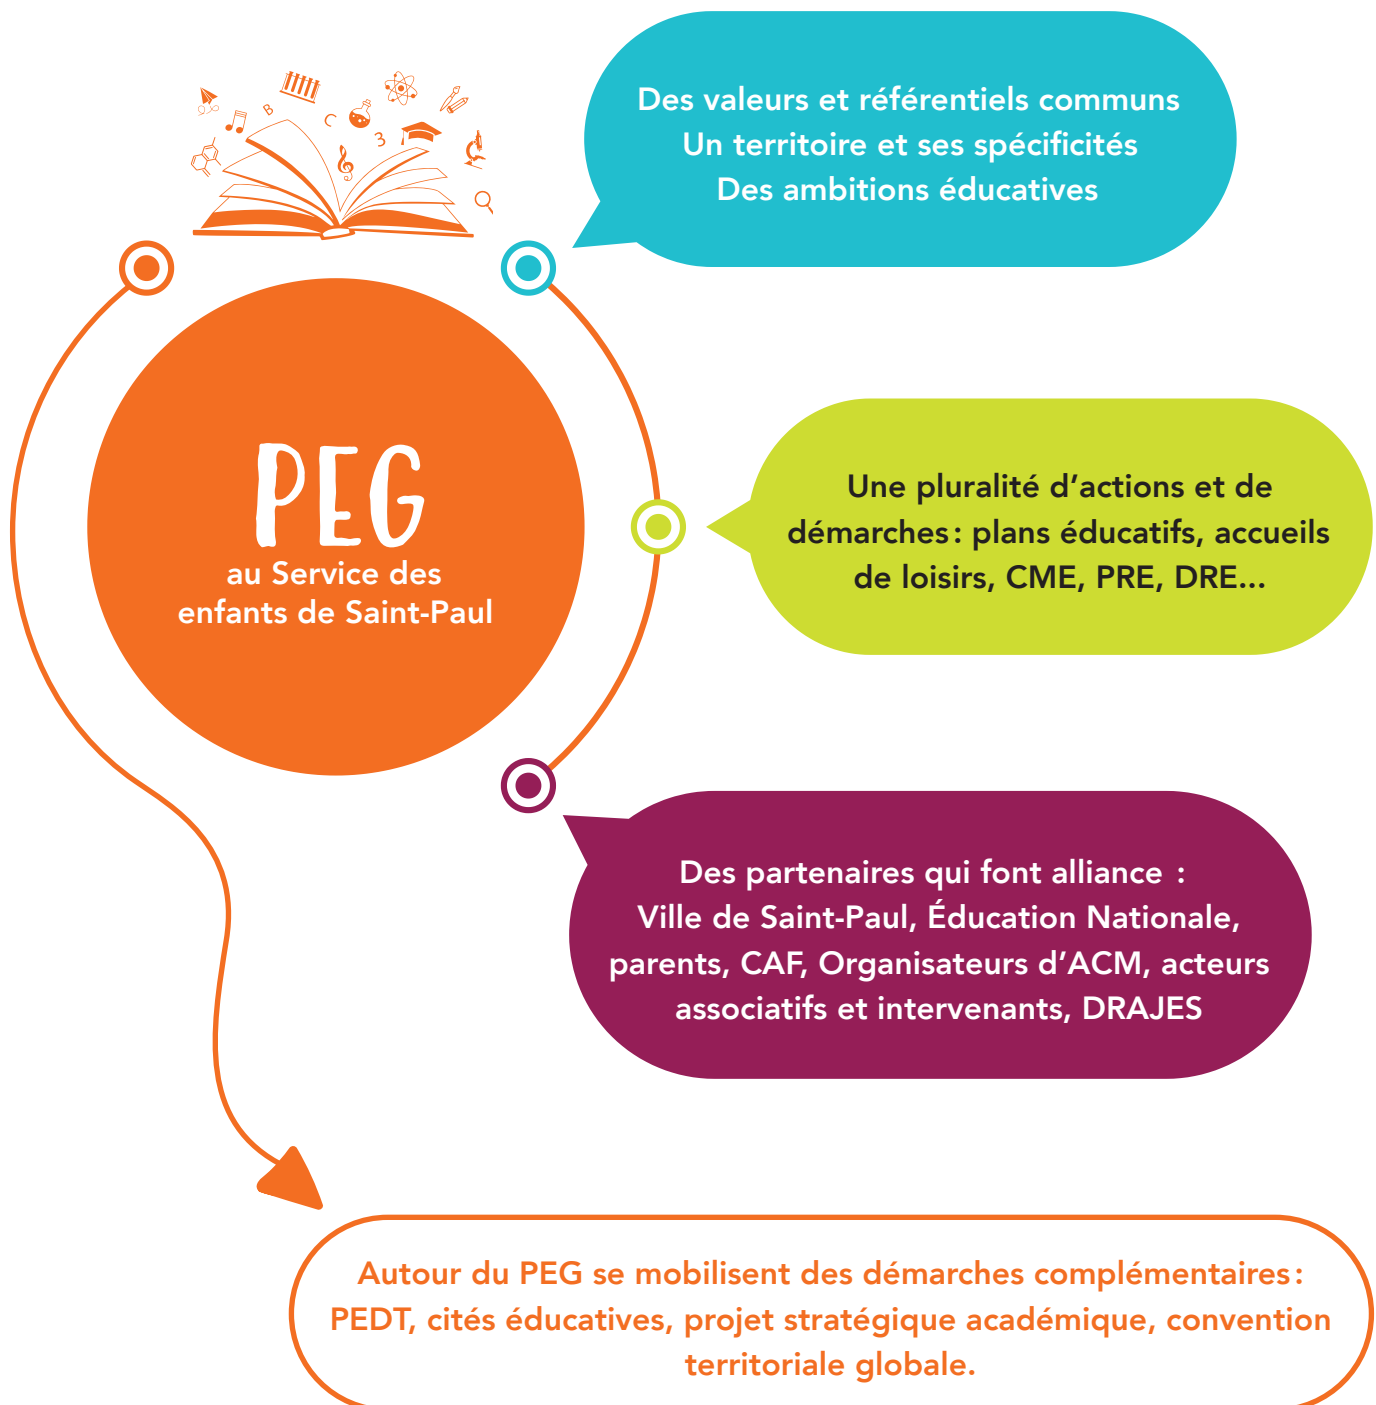 B
C
3
Des valeurs et référentiels communs
Un territoire et ses spécificités
Des ambitions éducatives
PEG
au Service des
enfants de Saint-Paul
Une pluralité d'actions et de
démarches : plans éducatifs, accueils
de loisirs, CME, PRE, DRE...
Des partenaires qui font alliance :
Ville de Saint-Paul, Éducation Nationale,
parents, CAF, Organisateurs d'ACM, acteurs
associatifs et intervenants, DRAJES
Autour du PEG se mobilisent des démarches complémentaires :
PEDT, cités éducatives, projet stratégique académique, convention
territoriale globale.